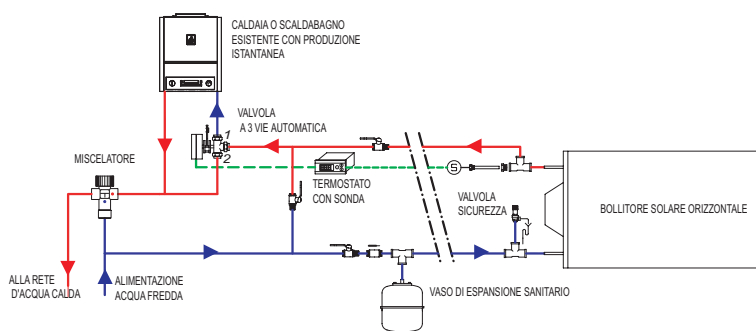 CALDAIA O SCALDABAGNO
ESISTENTE CON PRODUZIONE
ISTANTANEA
VALVOLA
A 3 VIE AUTOMATICA
1
2
MISCELATORE
TERMOSTATO
CON SONDA
S
VALVOLA
SICUREZZA
BOLLITORE SOLARE ORIZZONTALE
ALLA RETE
D'ACQUA CALDA
ALIMENTAZIONE
ACQUA FREDDA
VASO DI ESPANSIONE SANITARIO